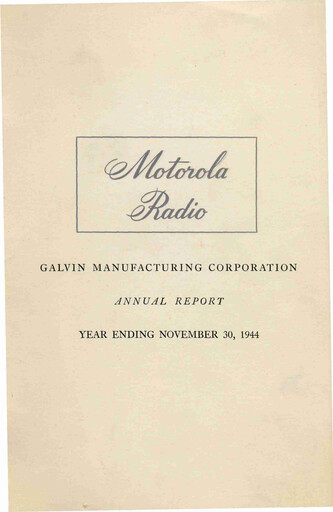 Motorola
Radio
GALVIN MANUFACTURING CORPORATION
ANNUAL REPORT
YEAR ENDING NOVEMBER 30, 1944